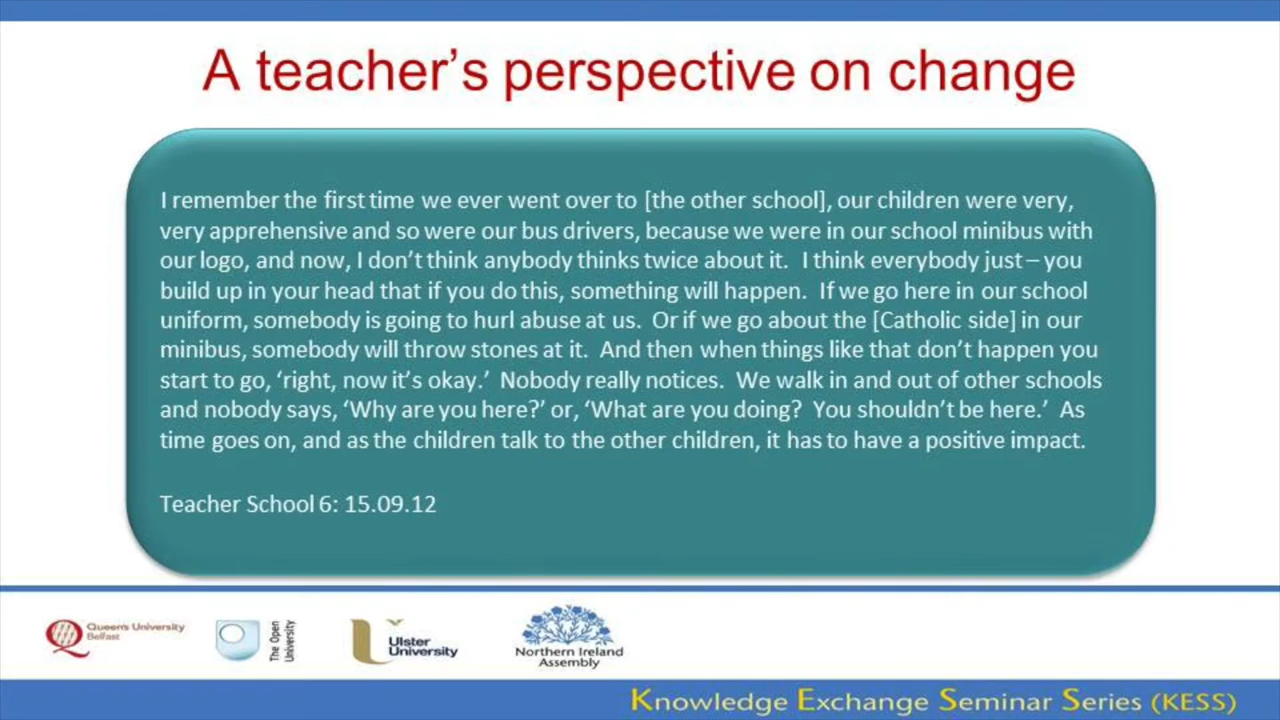 A teacher’s perspective on change
I remember the first time we ever went over to [the other school], our children were very,
very apprehensive and so were our bus drivers, because we were in our school minibus with
our logo, and now, I don’t think anybody thinks twice about it.  I think everybody just – you
build up in your head that if you do this, something will happen.  If we go here in our school
uniform, somebody is going to hurl abuse at us.  Or if we go about the [Catholic side] in our
minibus, somebody will throw stones at it.  And then when things like that don’t happen you
start to go, ‘right, now it’s okay.’  Nobody really notices.  We walk in and out of other schools
and nobody says, ‘Why are you here?’ or, ‘What are you doing?  You shouldn’t be here.’  As
time goes on, and as the children talk to the other children, it has to have a positive impact.
Teacher School 6: 15.09.12
Queen's University
Belfast
The Open
University
Ulster
University
Northern Ireland
Assembly
Knowledge Exchange Seminar Series (KESS)